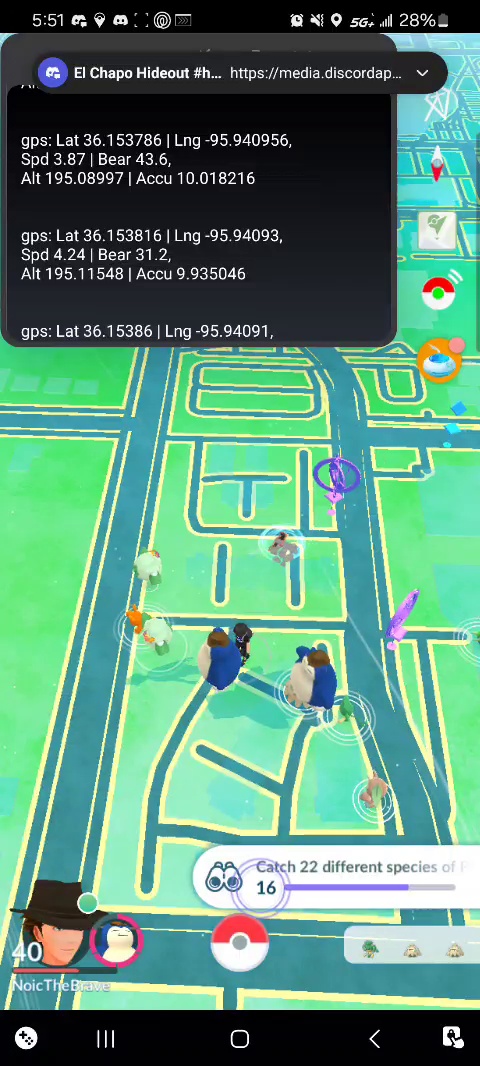 5:51
5G+
28%
El Chapo Hideout #h... https://media.discordap...
gps: Lat 36.153786 | Lng -95.940956,
Spd 3.87 | Bear 43.6,
Alt 195.08997 | Accu 10.018216
gps: Lat 36.153816 | Lng -95.94093,
Spd 4.24 | Bear 31.2,
Alt 195.11548 | Accu 9.935046
gps: Lat 36.15386 | Lng -95.94091,
Catch 22 different species of
16
40
NoicTheBrave